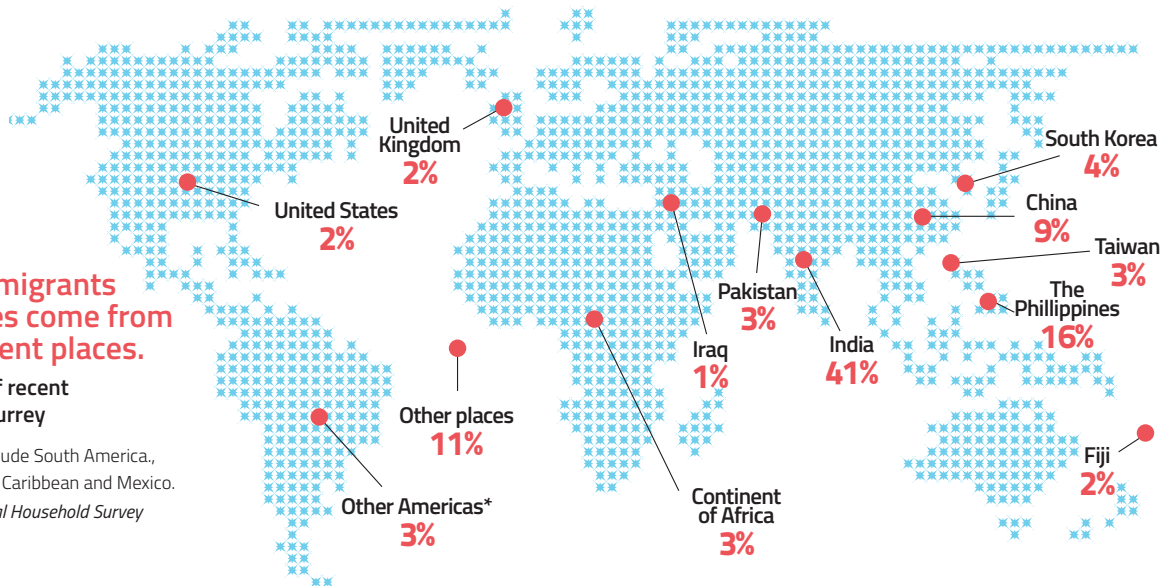 United
Kingdom
2%
United States
2%
South Korea
4%
China
9%
Taiwan
3%
The
Phillippines
16%
Pakistan
3%
India
41%
Iraq
1%
migrants
es come from
ent places.
f recent
urrey
ude South America.,
Caribbean and Mexico.
al Household Survey
Other places
11%
Other Americas*
3%
Continent
of Africa
3%
Fiji
2%